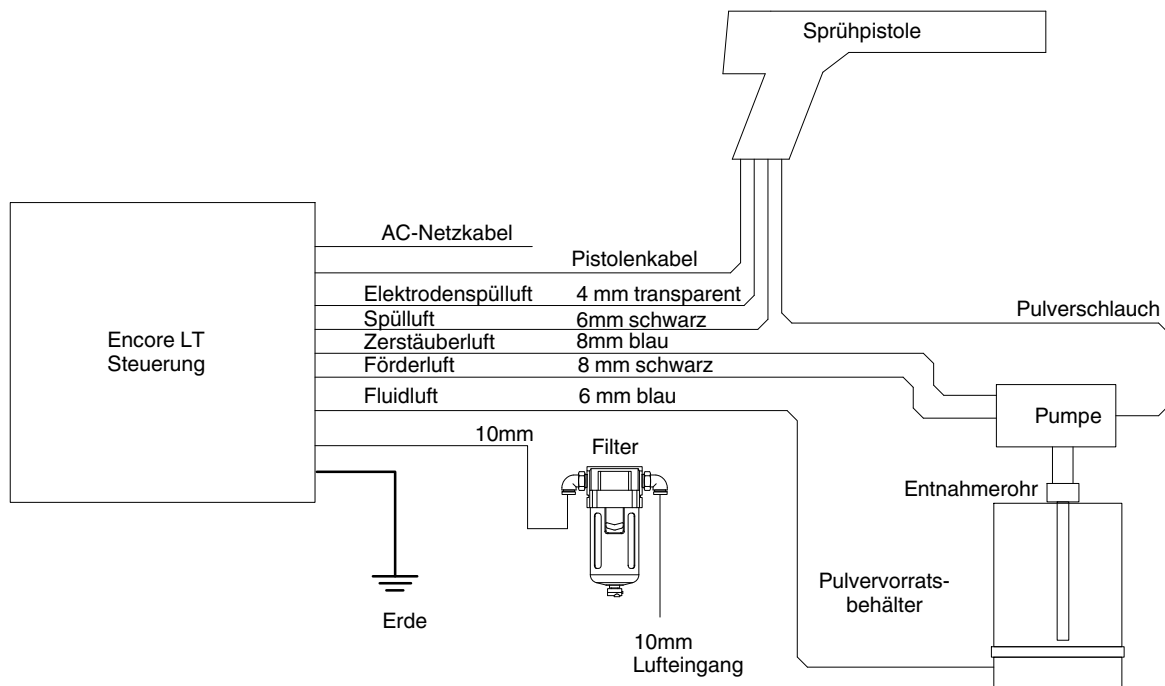 Sprühpistole
AC-Netzkabel
Pistolenkabel
Elektrodenspülluft 4 mm transparent
Spülluft 6mm schwarz
Zerstäuberluft 8mm blau
Förderluft 8 mm schwarz
Fluidluft 6 mm blau
Encore LT
Steuerung
Pulverschlauch
Pumpe
10mm
Filter
Entnahmerohr
Pulvervorrats-
behälter
Erde
10mm
Lufteingang